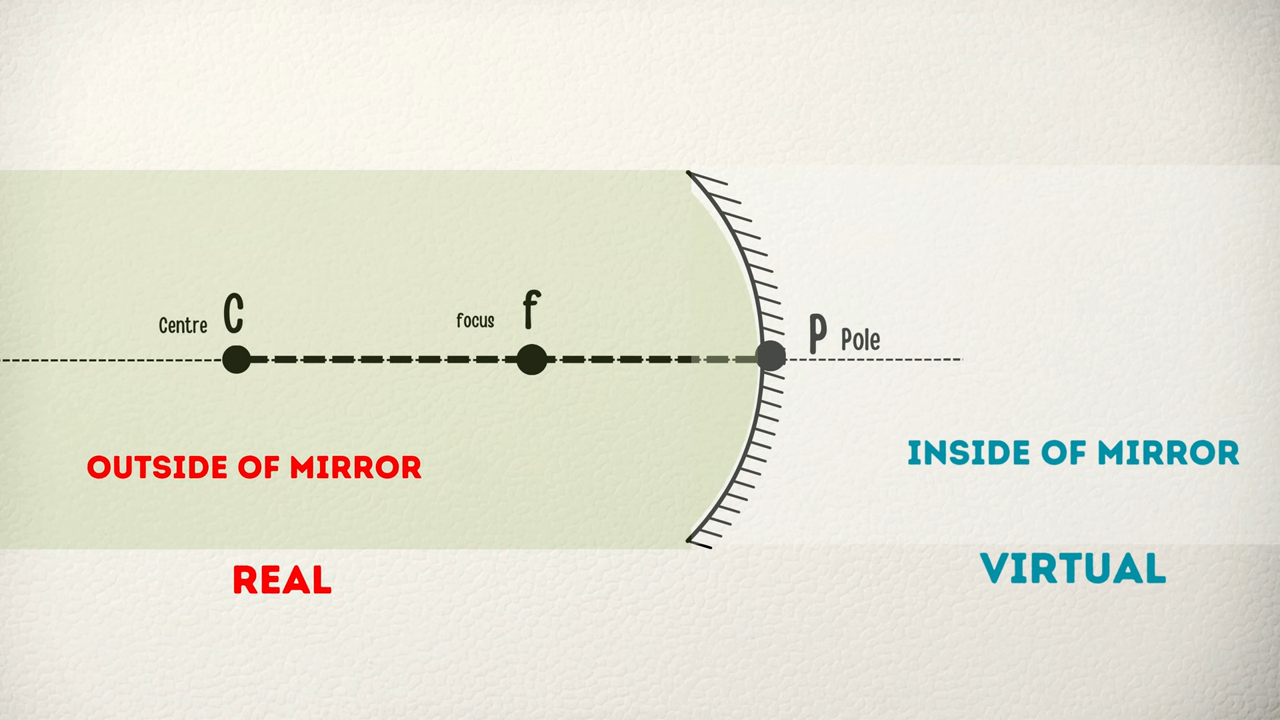 Centre C
focus f
P Pole
OUTSIDE OF MIRROR
INSIDE OF MIRROR
REAL
VIRTUAL